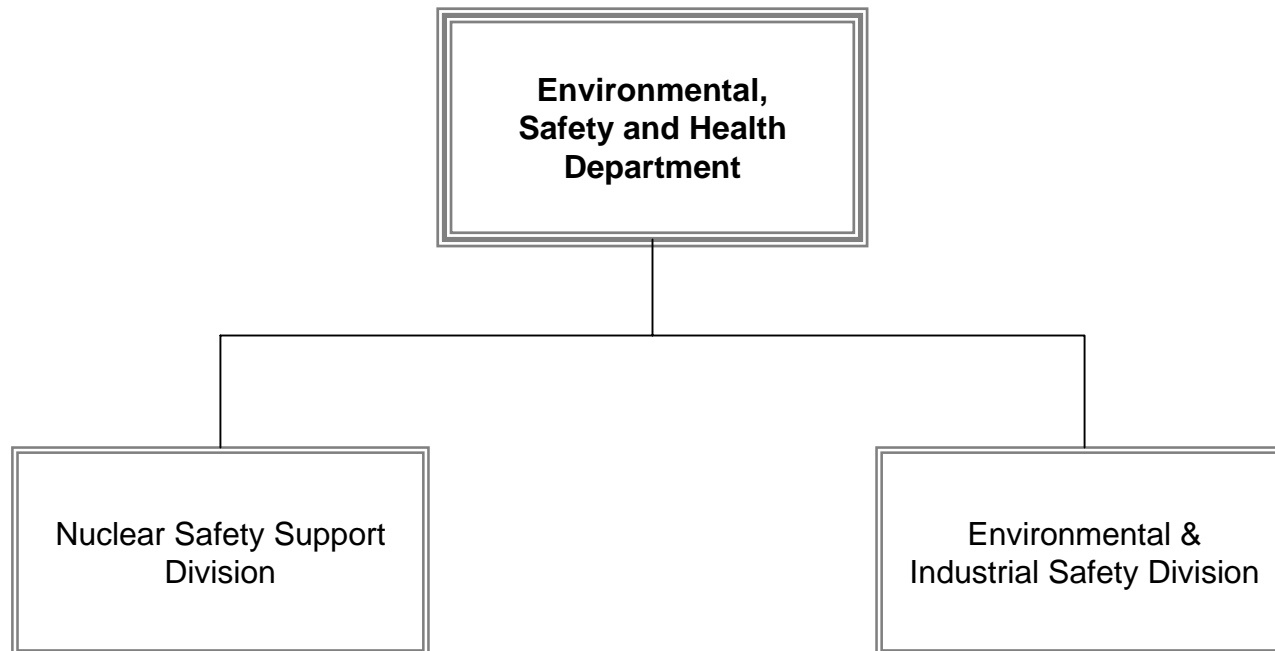 Environmental,
Safety and Health
Department
Nuclear Safety Support
Division
Environmental &
Industrial Safety Division